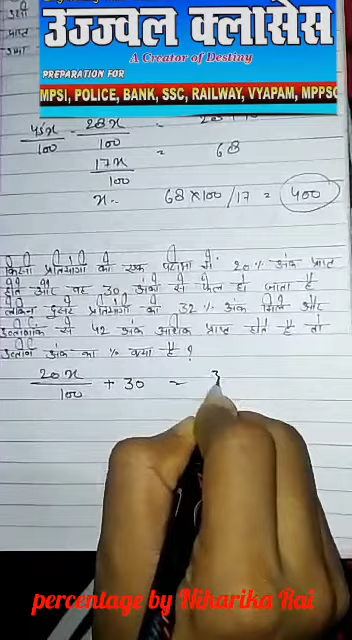 उज्ज्वल क्लासेस
A Creator of Destiny
PREPARATION FOR
MPSI, POLICE, BANK, SSC, RAILWAY, VYAPAM, MPPSC
45x/100 - 28x/100 =
17x/100 = 68
x = 68×100/17 = 400
किसी प्रतियोगी को एक परीक्षा में 20% अंक प्राप्त
होते हैं और वह 30 अंकों से फेल हो जाता है
लेकिन दूसरे प्रतियोगी को 32% अंक मिले और
उत्तीर्णांक से 42 अंक अधिक प्राप्त होते हैं तो
उत्तीर्ण अंक का % क्या है?
20x/100 + 30 = 3
percentage by Niharika Rai